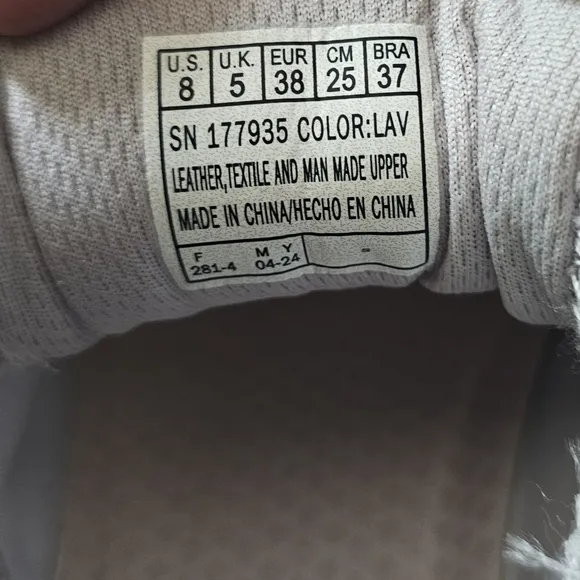 U.S. U.K. EUR CM BRA
8 5 38 25 37
SN 177935 COLOR:LAV
LEATHER,TEXTILE AND MAN MADE UPPER
MADE IN CHINA/HECHO EN CHINA
F M Y
281-4 04-24 -